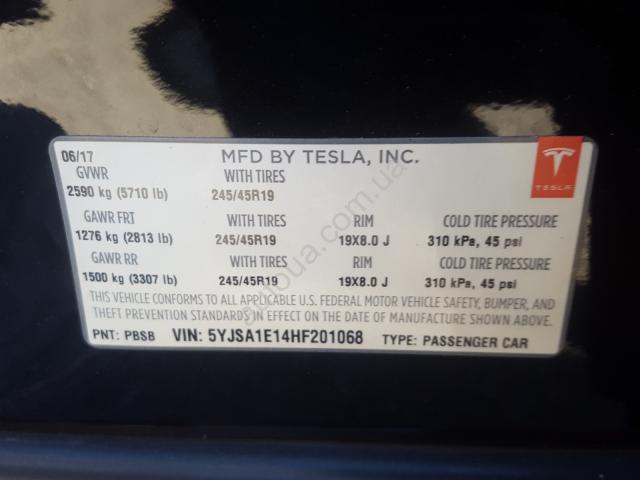 06/17 MFD BY TESLA, INC.
GVWR WITH TIRES
2590 kg (5710 lb) 245/45R19
TESLA
GAWR FRT WITH TIRES RIM COLD TIRE PRESSURE
1276 kg (2813 lb) 245/45R19 19X8.0 J 310 kPa, 45 psi
GAWR RR WITH TIRES RIM COLD TIRE PRESSURE
1500 kg (3307 lb) 245/45R19 19X8.0 J 310 kPa, 45 psi
THIS VEHICLE CONFORMS TO ALL APPLICABLE U.S. FEDERAL MOTOR VEHICLE SAFETY, BUMPER, AND
THEFT PREVENTION STANDARDS IN EFFECT ON THE DATE OF MANUFACTURE SHOWN ABOVE.
PNT: PBSB VIN: 5YJSA1E14HF201068 TYPE: PASSENGER CAR
avtoua.com.ua